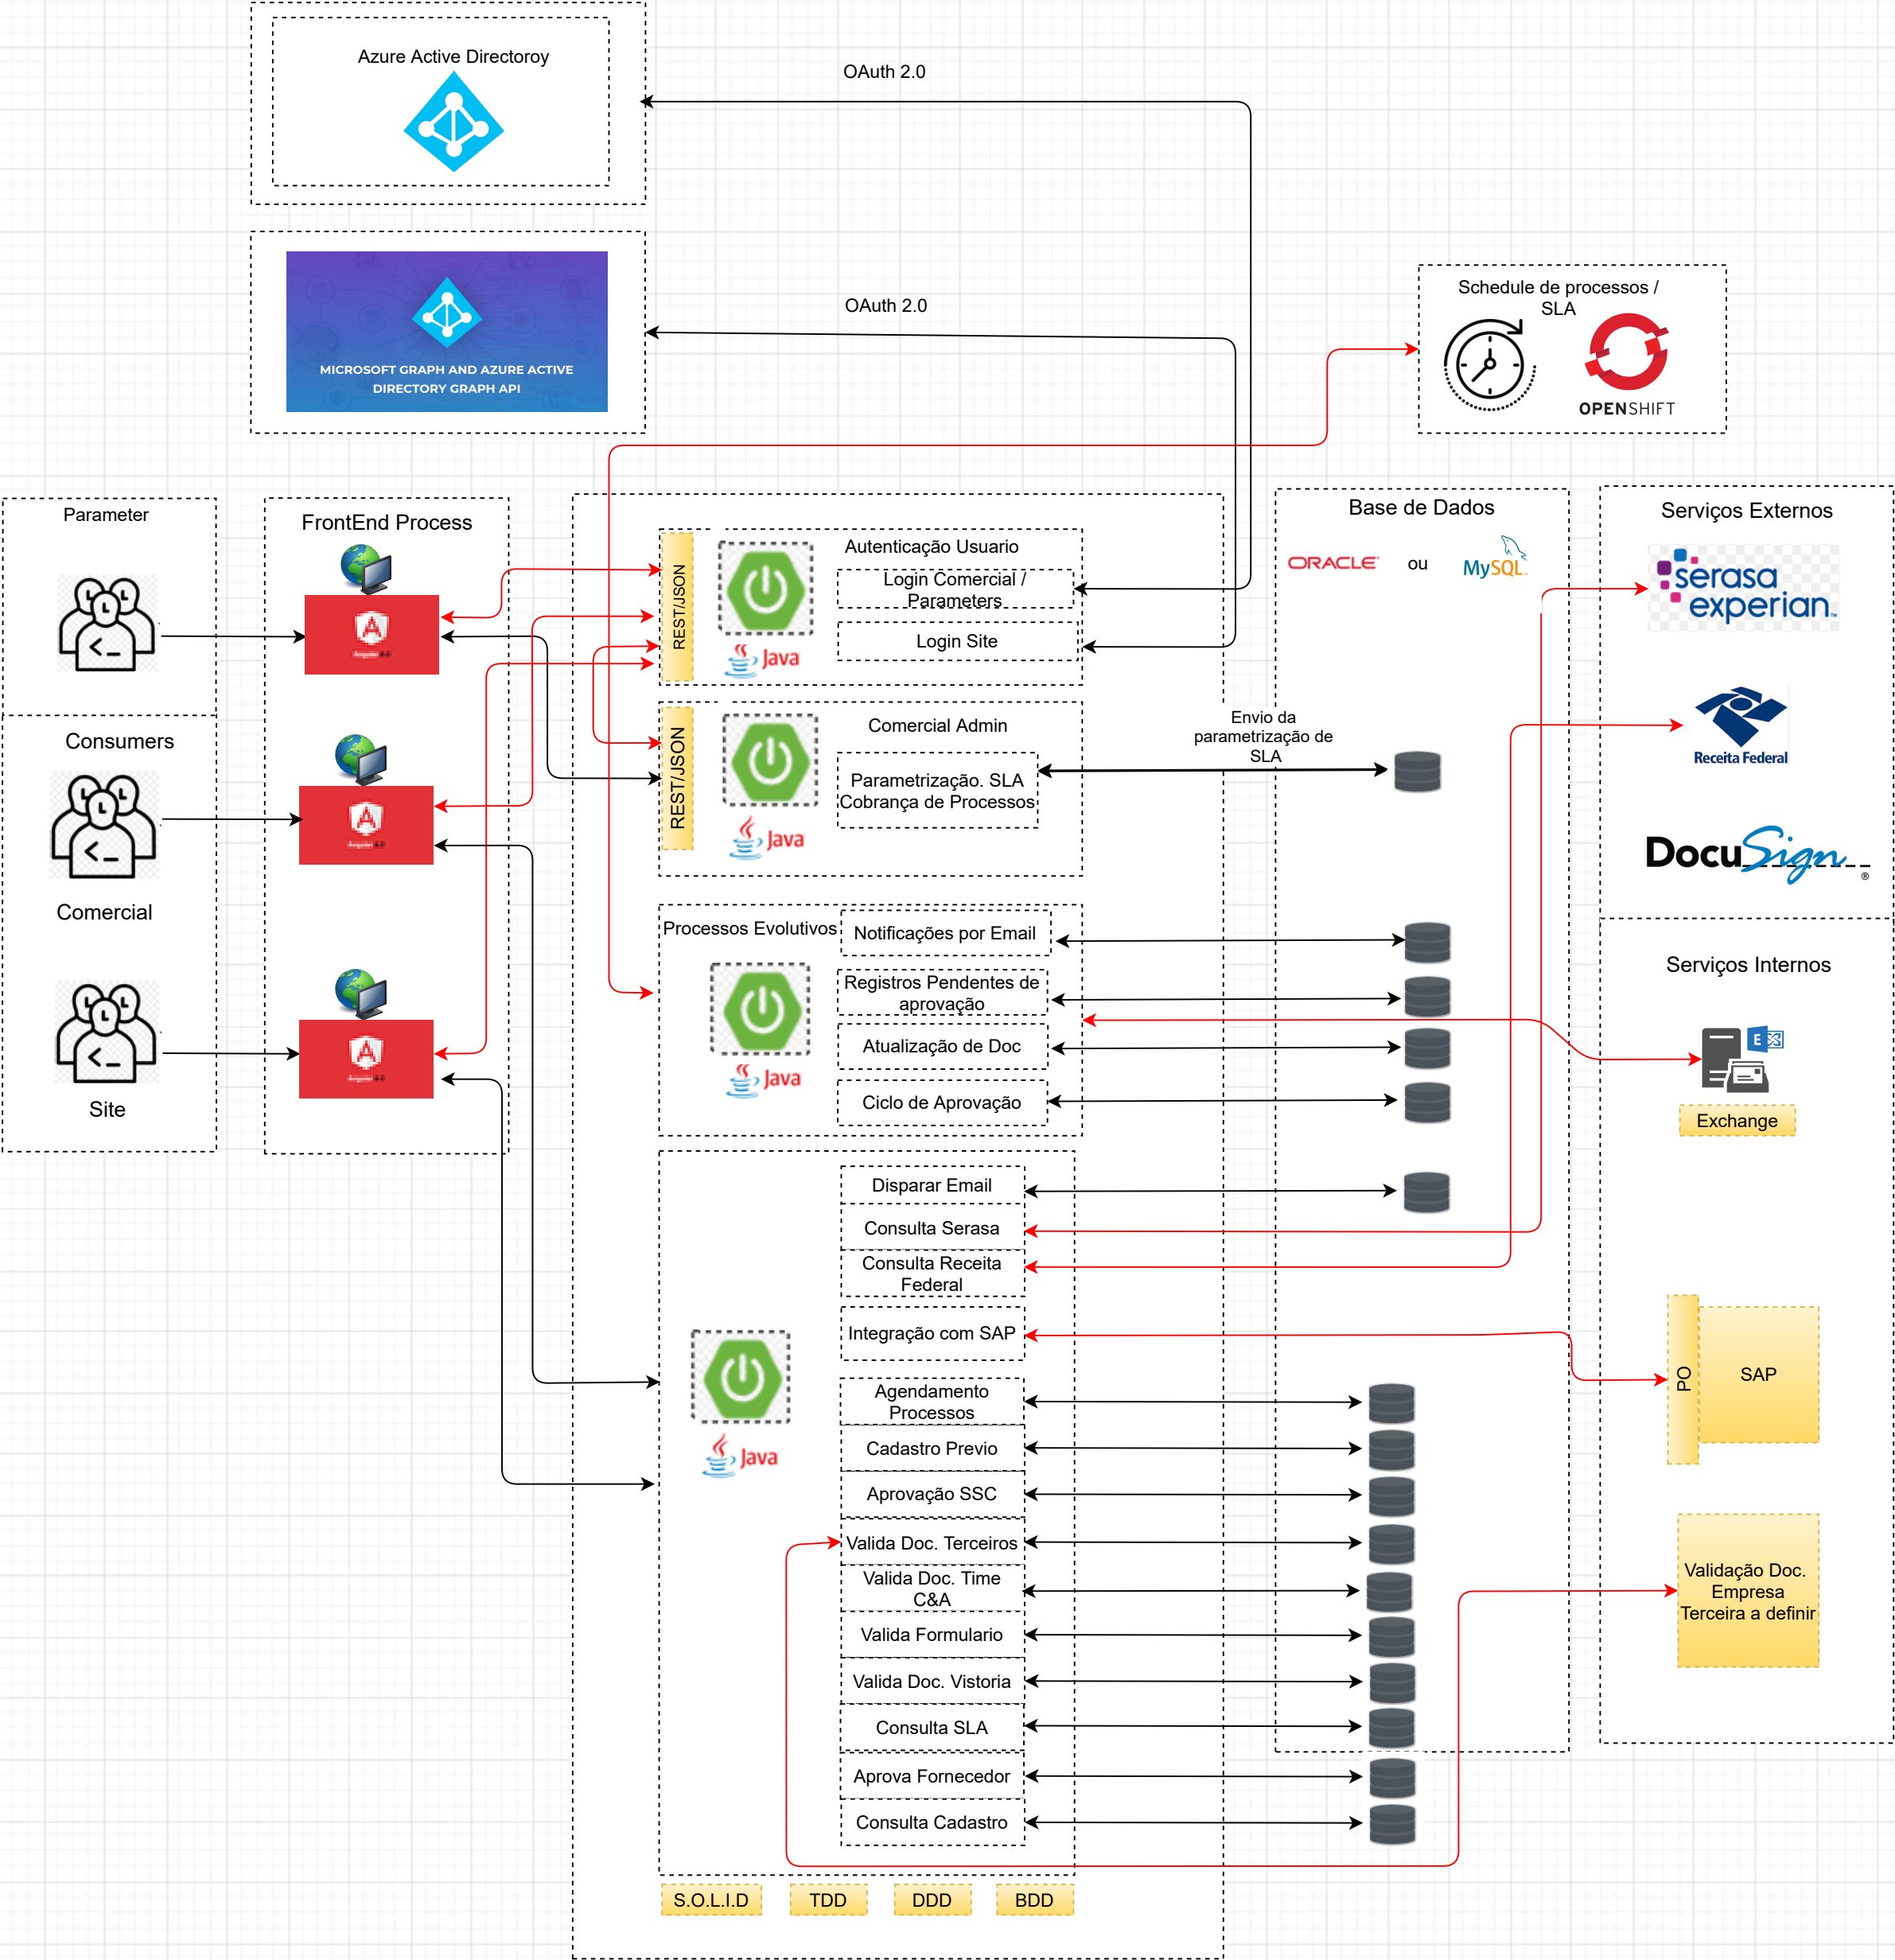 Azure Active Directoroy
OAuth 2.0
MICROSOFT GRAPH AND AZURE ACTIVE
DIRECTORY GRAPH API
OAuth 2.0
Schedule de processos /
SLA
OPENSHIFT
Parameter
Consumers
Comercial
Site
FrontEnd Process
REST/JSON
Autenticação Usuario
Login Comercial /
Parameters
Login Site
Java
REST/JSON
Comercial Admin
Parametrização. SLA
Cobrança de Processos
Java
Envio da
parametrização de
SLA
Processos Evolutivos
Notificações por Email
Registros Pendentes de
aprovação
Atualização de Doc
Ciclo de Aprovação
Java
Disparar Email
Consulta Serasa
Consulta Receita
Federal
Integração com SAP
Agendamento
Processos
Cadastro Previo
Aprovação SSC
Valida Doc. Terceiros
Valida Doc. Time
C&A
Valida Formulario
Valida Doc. Vistoria
Consulta SLA
Aprova Fornecedor
Consulta Cadastro
Java
S.O.L.I.D
TDD
DDD
BDD
Base de Dados
ORACLE
ou
MySQL
Serviços Externos
serasa
experian
Receita Federal
DocuSign
Serviços Internos
E
Exchange
PO
SAP
Validação Doc.
Empresa
Terceira a definir